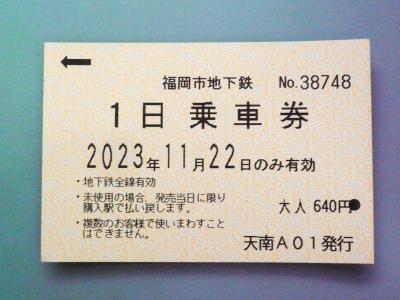 福岡市地下鉄 No.38748
1日乗車券
2023年11月22日のみ有効
・地下鉄全線有効
・未使用の場合、発売当日に限り
購入駅で払い戻します。
大人 640円
・複数のお客様で使いまわすこと
はできません。
天南A01発行